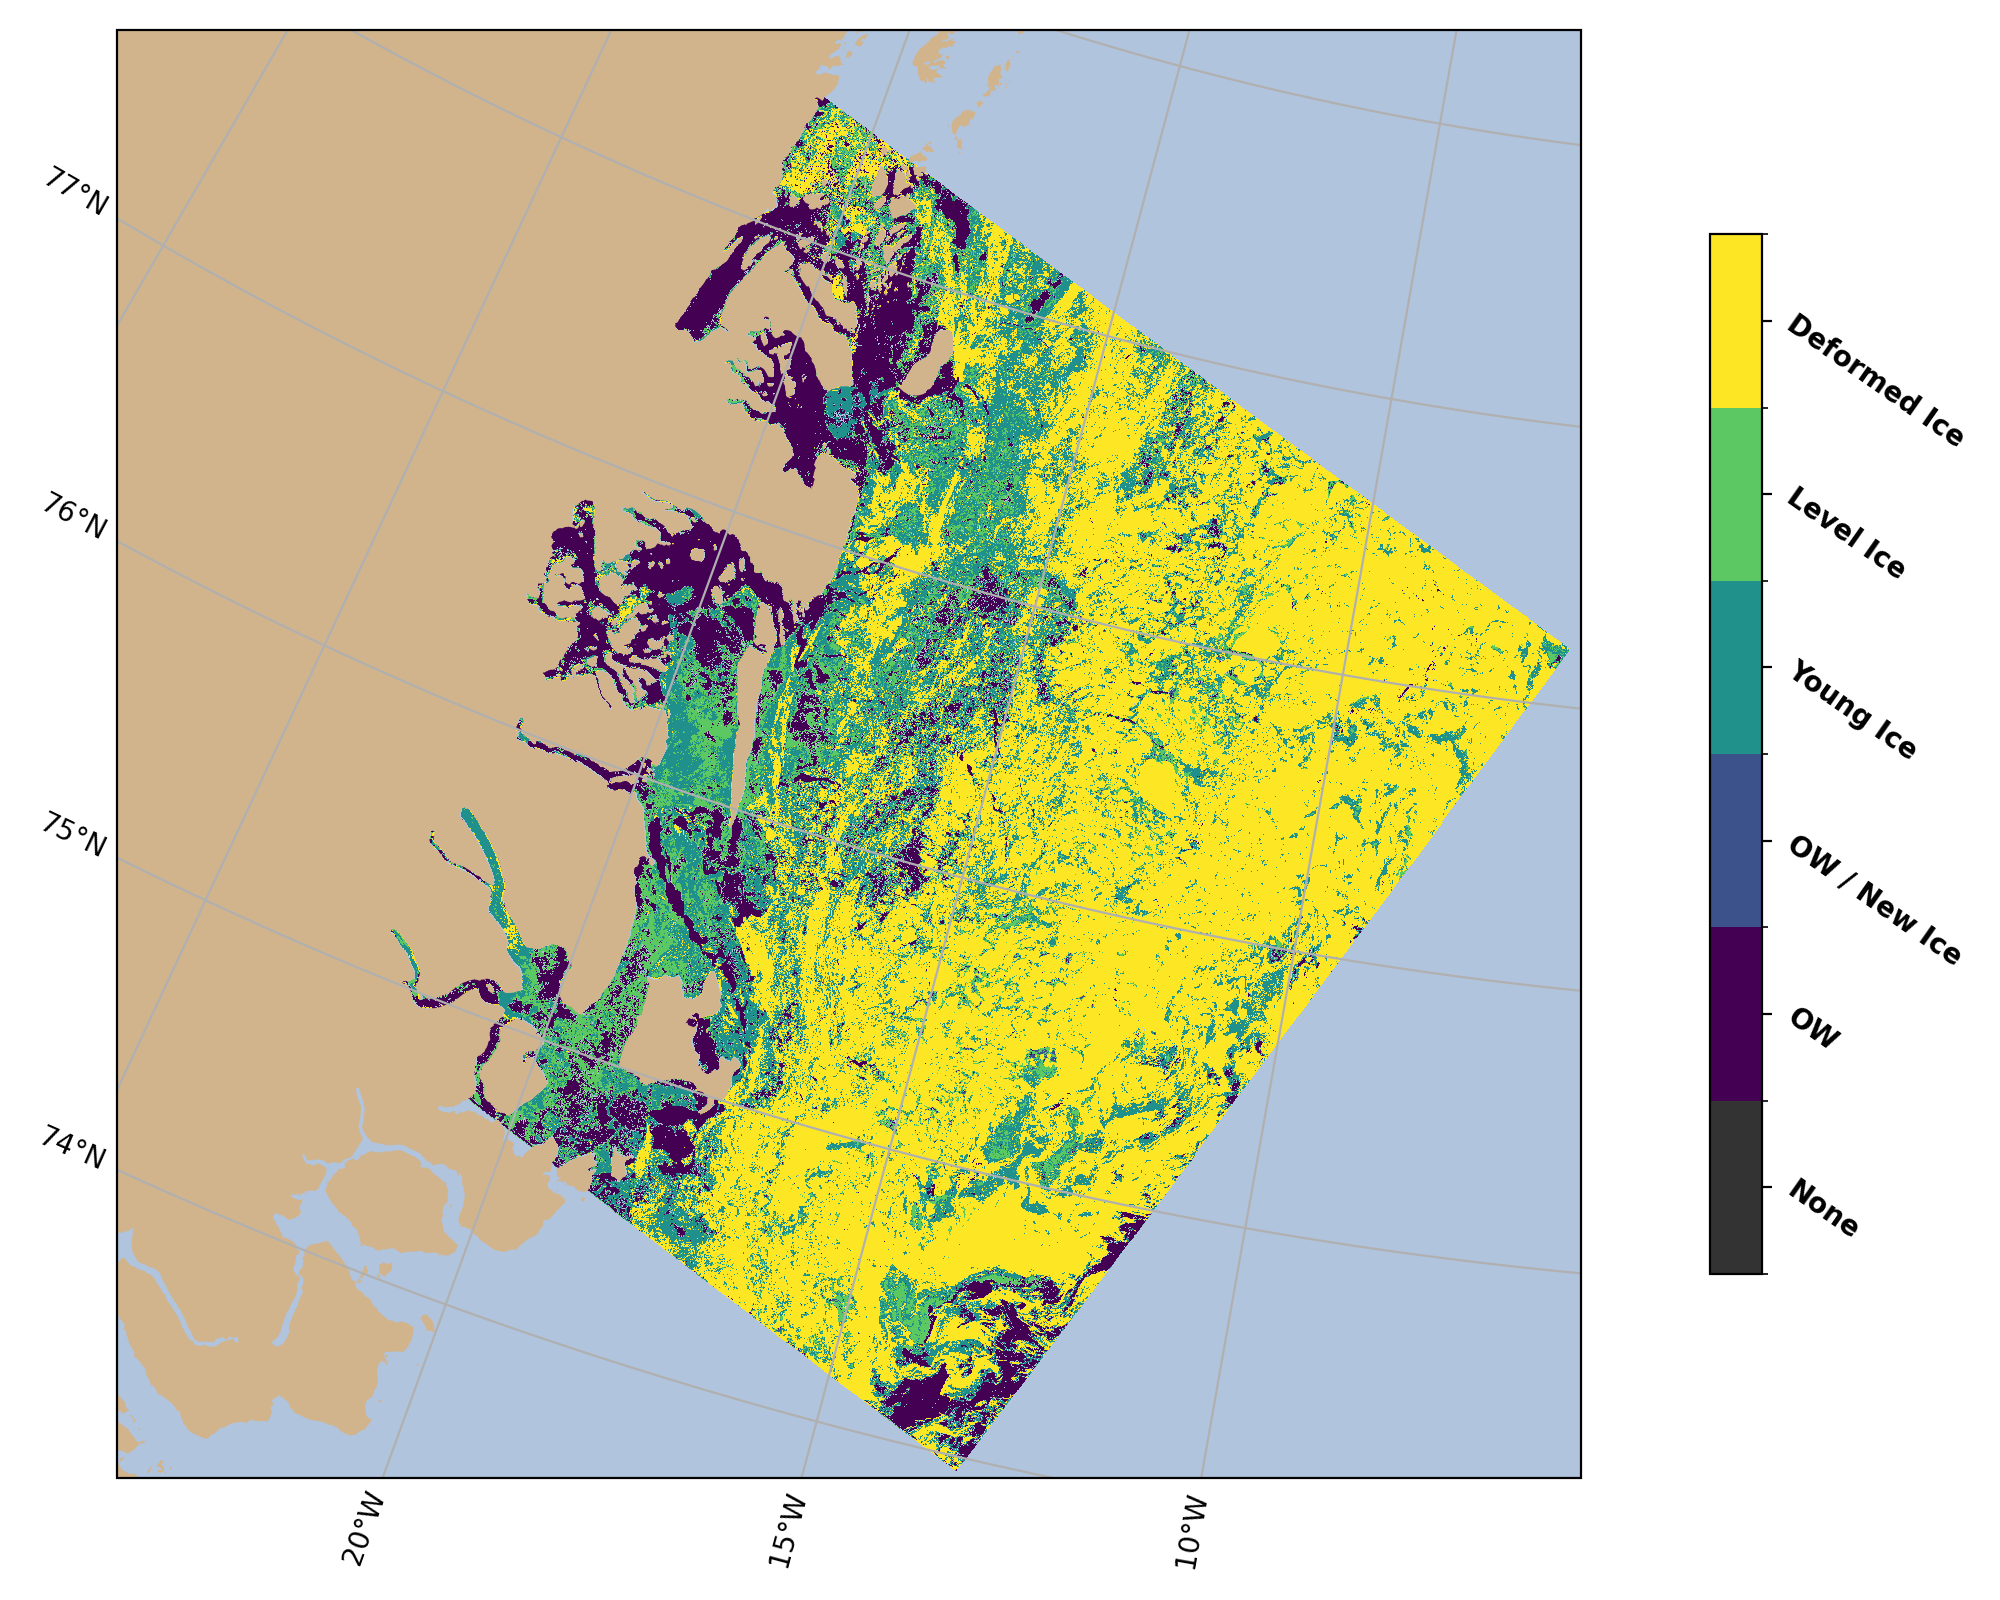 77°N
76°N
75°N
74°N
20°W
15°W
10°W
Deformed Ice
Level Ice
Young Ice
OW / New Ice
OW
None